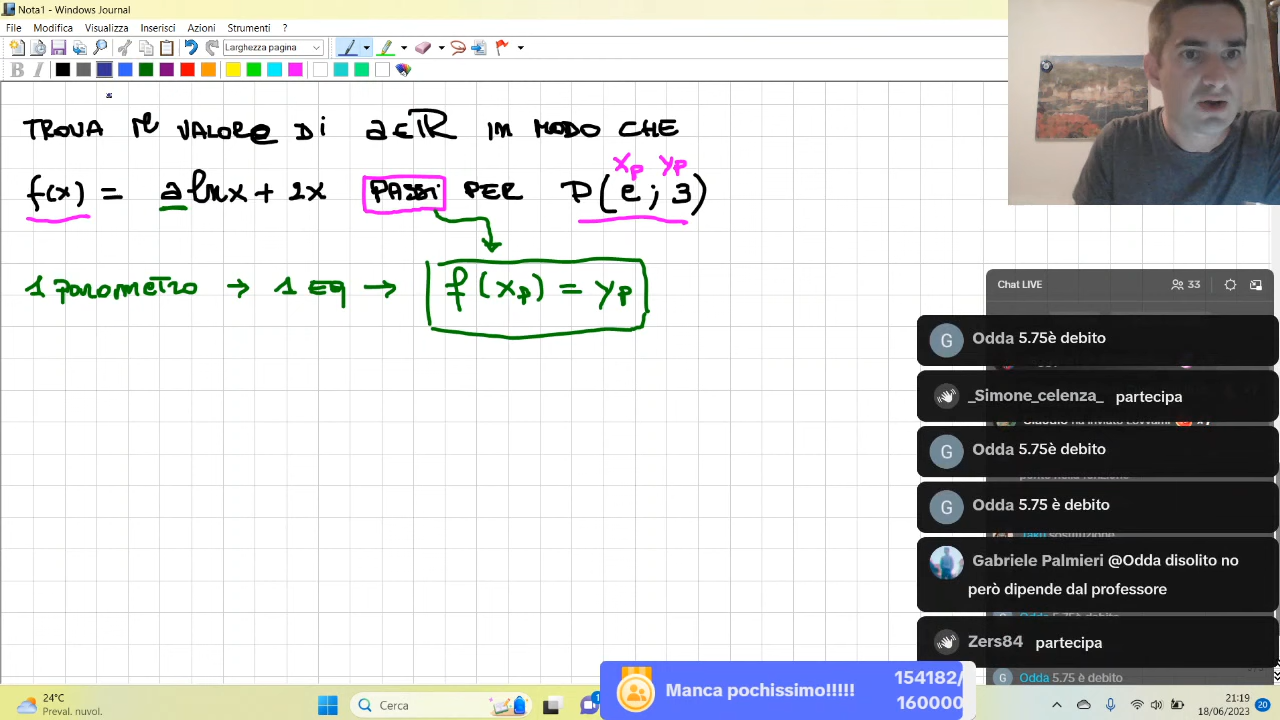 Nota1 - Windows Journal
File Modifica Visualizza Inserisci Azioni Strumenti ?
Larghezza pagina
TROVA IL VALORE DI a∈ℝ IN MODO CHE
xP yP
f(x) = a lnx + 2x PASSI PER P(e; 3)
1 parametro → 1 EQ → f(xP) = yP
Chat LIVE 33
Odda 5.75è debito
_Simone_celenza_ partecipa
Odda 5.75è debito
Odda 5.75 è debito
Gabriele Palmieri @Odda disolito no
però dipende dal professore
Zers84 partecipa
Odda 5.75 è debito
Manca pochissimo!!!!! 154182/
160000
24°C
Preval. nuvol.
Cerca
21:19
18/06/2023
20